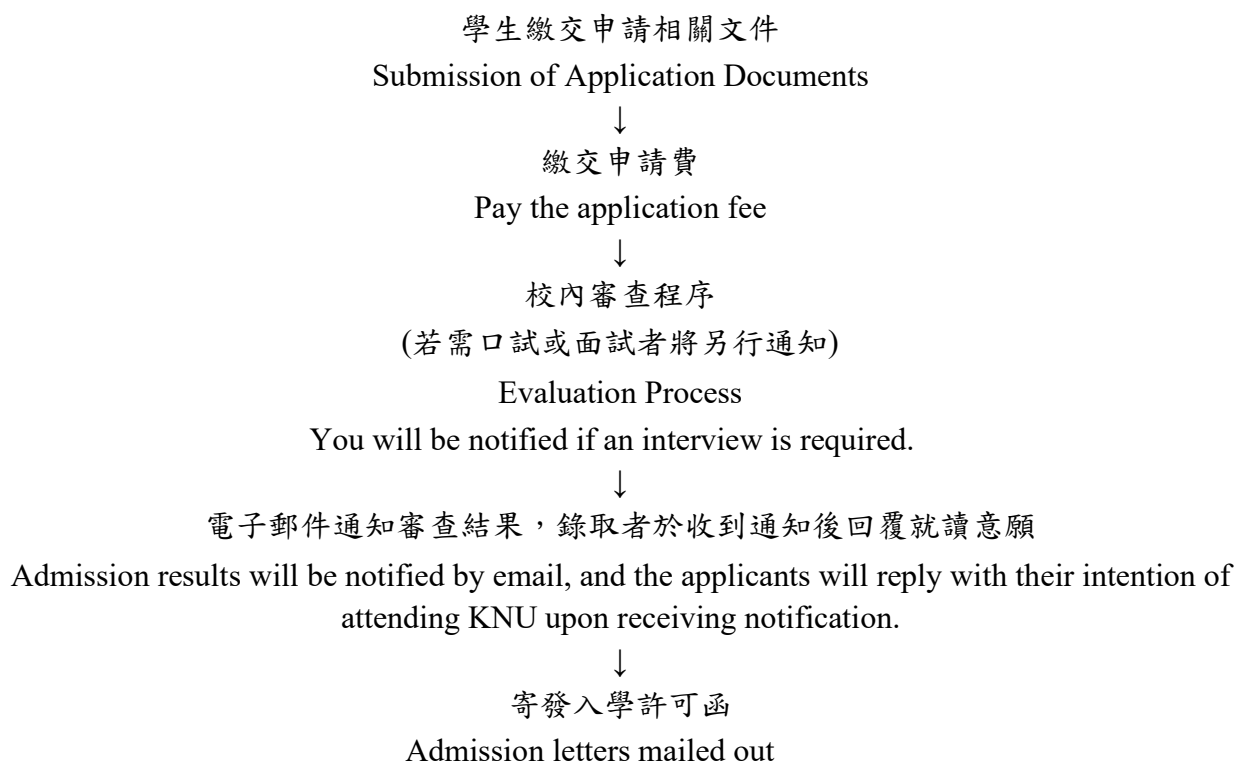 學生繳交申請相關文件
Submission of Application Documents
↓
繳交申請費
Pay the application fee
↓
校內審查程序
(若需口試或面試者將另行通知)
Evaluation Process
You will be notified if an interview is required.
↓
電子郵件通知審查結果，錄取者於收到通知後回覆就讀意願
Admission results will be notified by email, and the applicants will reply with their intention of
attending KNU upon receiving notification.
↓
寄發入學許可函
Admission letters mailed out